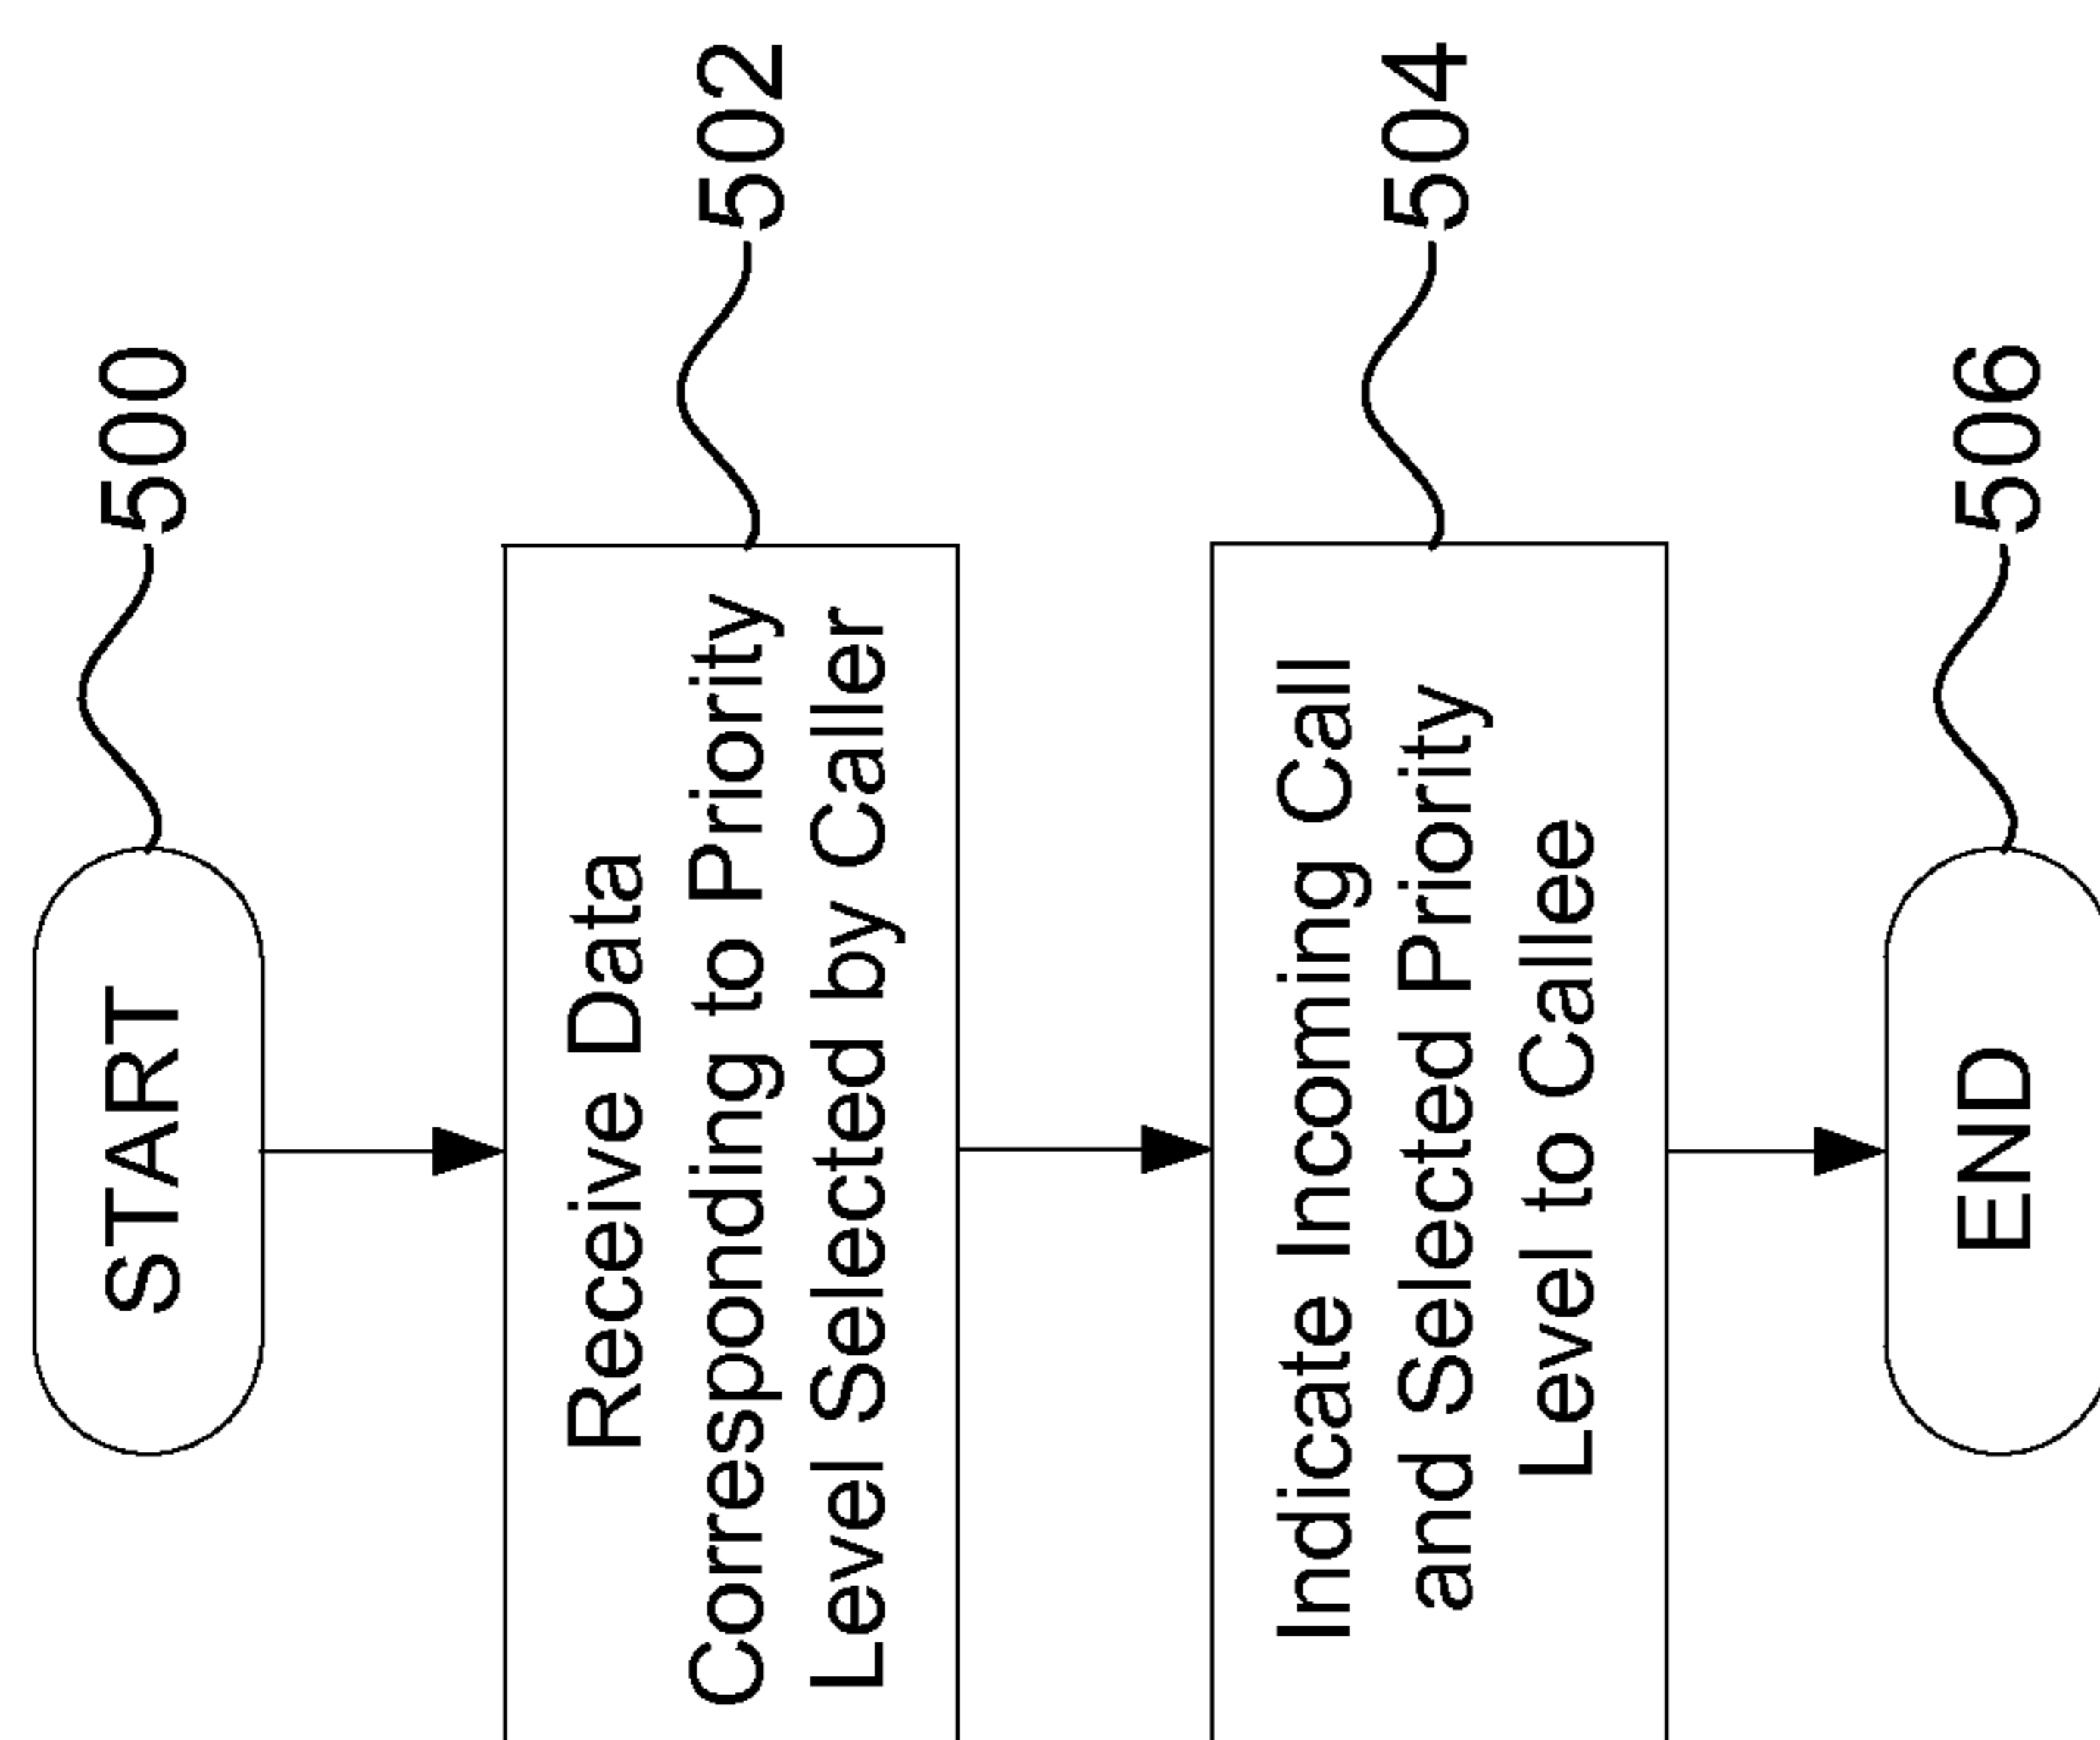 START
500
Receive Data
Corresponding to Priority
Level Selected by Caller
502
Indicate Incoming Call
and Selected Priority
Level to Callee
504
END
506